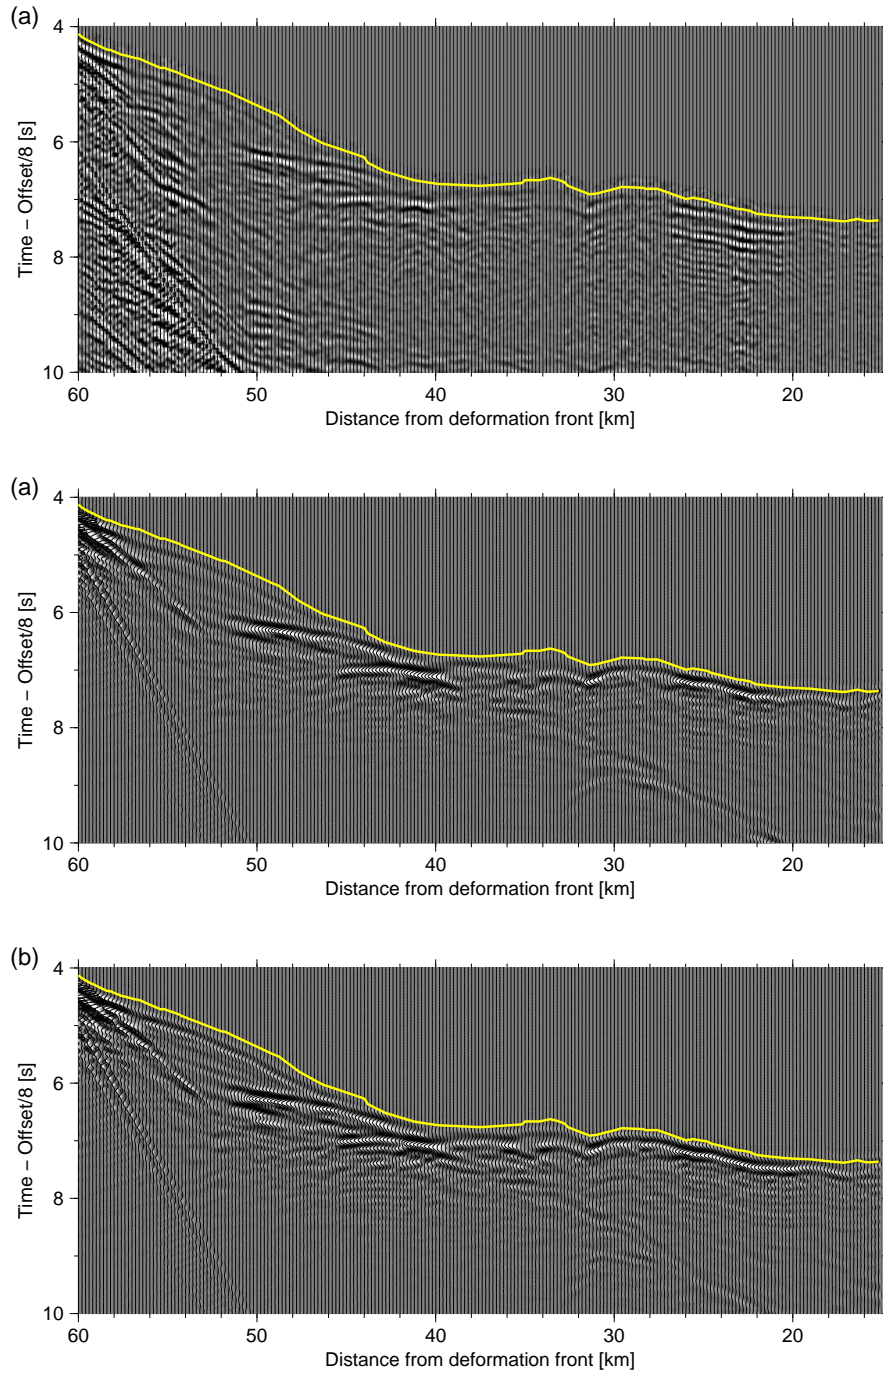 (a)
4
6
8
10
Time − Offset/8 [s]
60 50 40 30 20
Distance from deformation front [km]
(a)
4
6
8
10
Time − Offset/8 [s]
60 50 40 30 20
Distance from deformation front [km]
(b)
4
6
8
10
Time − Offset/8 [s]
60 50 40 30 20
Distance from deformation front [km]